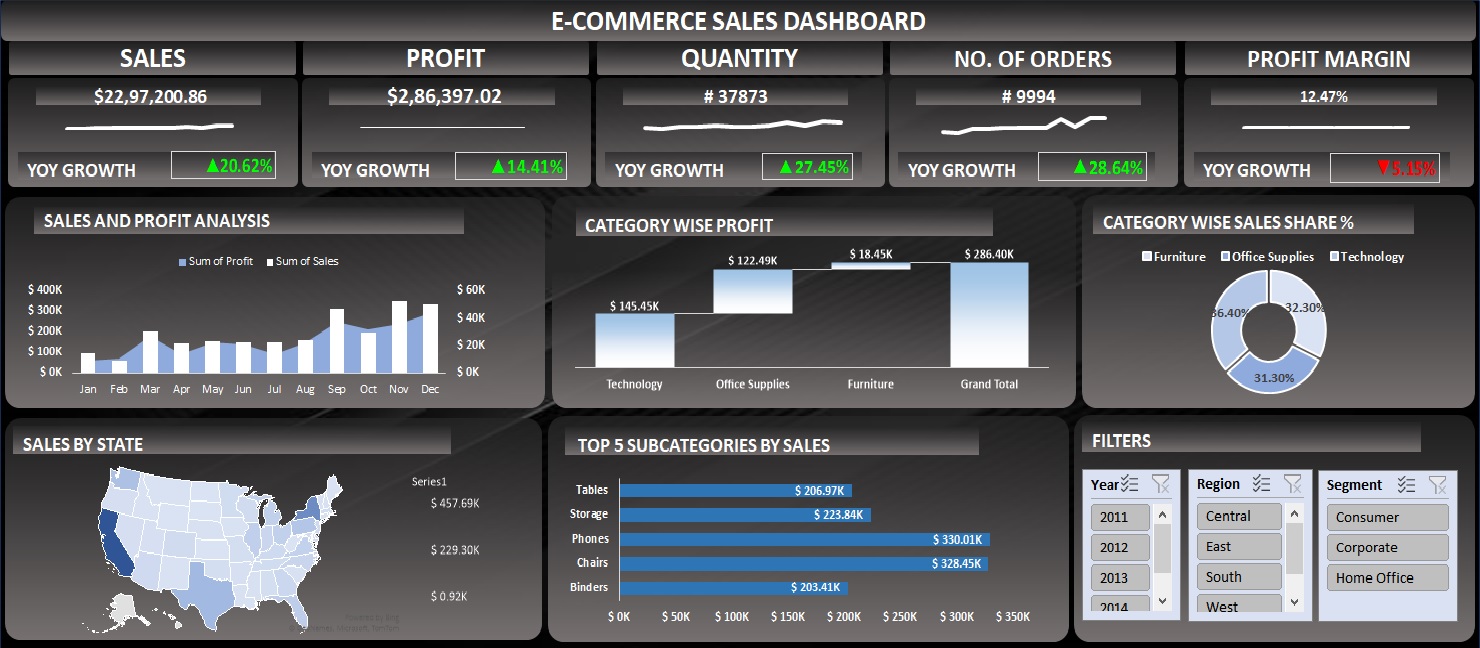 E-COMMERCE SALES DASHBOARD
SALES
$22,97,200.86
YOY GROWTH ▲20.62%
PROFIT
$2,86,397.02
YOY GROWTH ▲14.41%
QUANTITY
# 37873
YOY GROWTH ▲27.45%
NO. OF ORDERS
# 9994
YOY GROWTH ▲28.64%
PROFIT MARGIN
12.47%
YOY GROWTH ▼5.15%
SALES AND PROFIT ANALYSIS
Sum of Profit Sum of Sales
$ 400K $ 60K
$ 300K $ 40K
$ 200K $ 20K
$ 100K $ 0K
$ 0K
Jan Feb Mar Apr May Jun Jul Aug Sep Oct Nov Dec
CATEGORY WISE PROFIT
$ 145.45K $ 122.49K $ 18.45K $ 286.40K
Technology Office Supplies Furniture Grand Total
CATEGORY WISE SALES SHARE %
Furniture Office Supplies Technology
36.40% 32.30%
31.30%
SALES BY STATE
Series1
$ 457.69K
$ 229.30K
$ 0.92K
Powered by Bing
TOP 5 SUBCATEGORIES BY SALES
Tables $ 206.97K
Storage $ 223.84K
Phones $ 330.01K
Chairs $ 328.45K
Binders $ 203.41K
$ 0K $ 50K $ 100K $ 150K $ 200K $ 250K $ 300K $ 350K
FILTERS
Year
2011
2012
2013
2014
Region
Central
East
South
West
Segment
Consumer
Corporate
Home Office